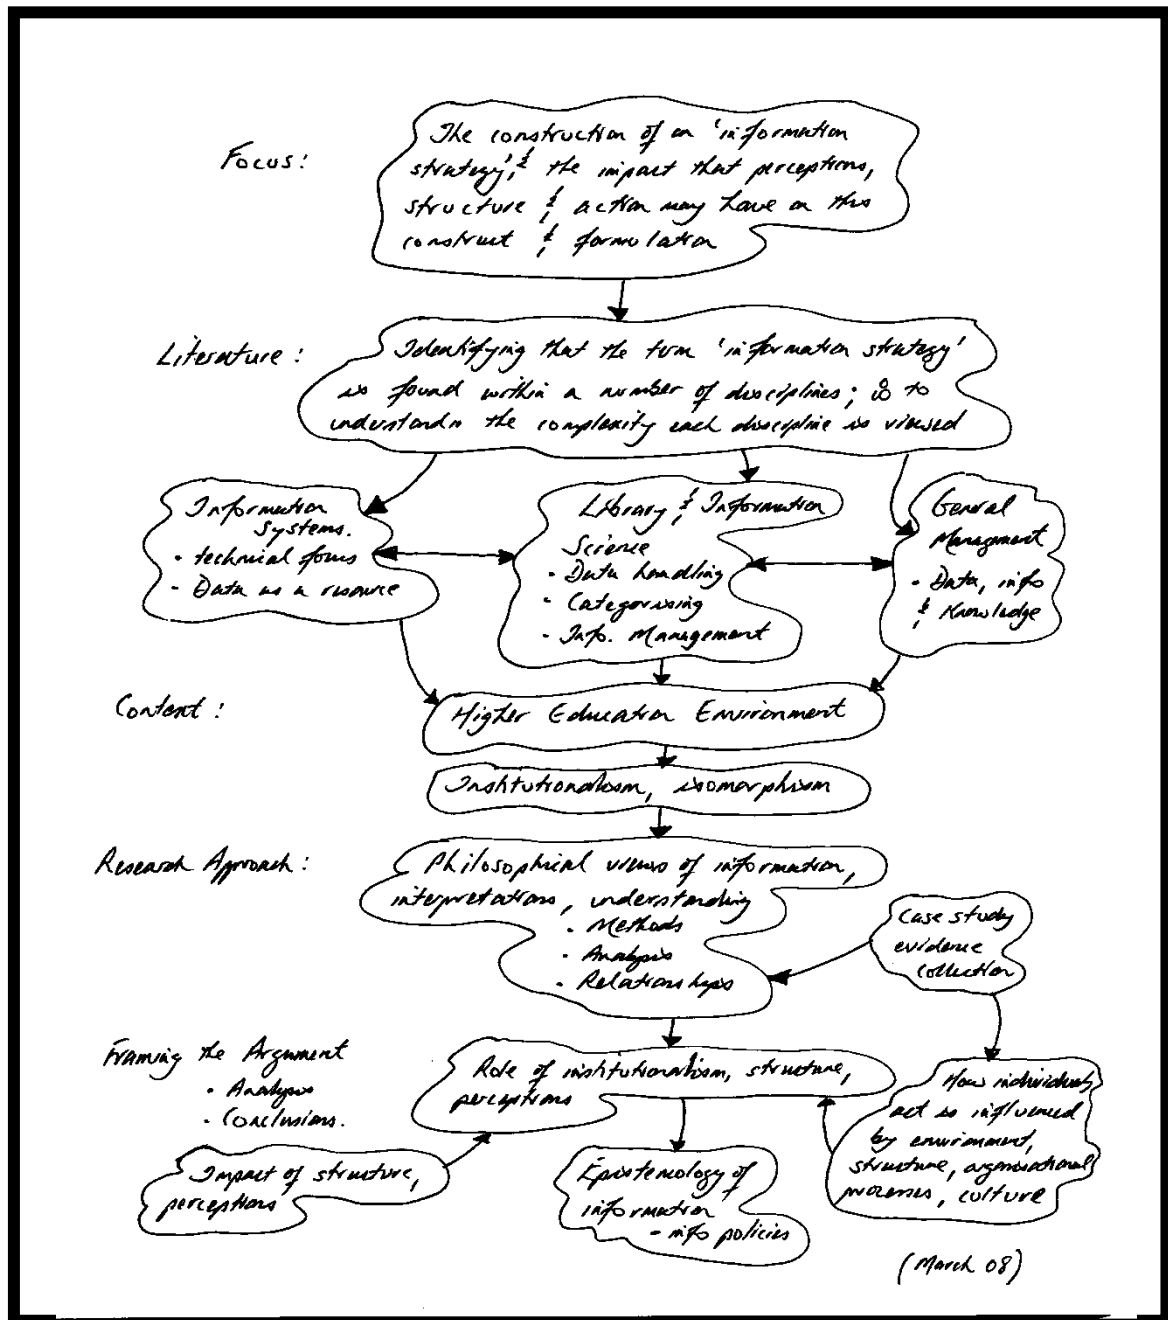 Focus:
The construction of an 'information
strategy', & the impact that perceptions,
structure & action may have on this
construct & formulation
Literature:
Identifying that the term 'information strategy'
is found within a number of disciplines; & to
understand the complexity each discipline is viewed
Information
Systems.
· technical focus
· Data as a resource
Library & Information
Science
· Data handling
· Categorising
· Info. Management
General
Management
· Data, info
& Knowledge
Content:
Higher Education Environment
Institutionalism, isomorphism
Research Approach:
Philosophical views of information,
interpretations, understanding
· Methods
· Analysis
· Relationships
Case study
evidence
collection
Framing the Argument
· Analysis
· Conclusions.
Role of institutionalism, structure,
perceptions
How individuals
act is influenced
by environment,
structure, organisational
processes, culture
Impact of structure,
perceptions
Epistemology of
information
- info policies
(March 08)